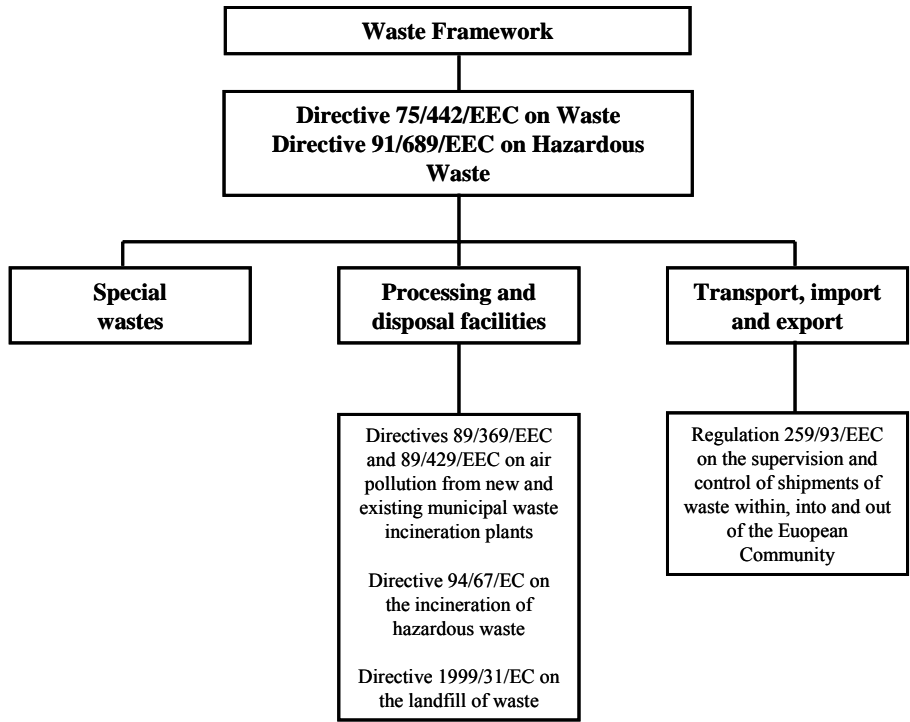 Waste Framework
Directive 75/442/EEC on Waste
Directive 91/689/EEC on Hazardous
Waste
Special
wastes
Processing and
disposal facilities
Transport, import
and export
Directives 89/369/EEC
and 89/429/EEC on air
pollution from new and
existing municipal waste
incineration plants
Directive 94/67/EC on
the incineration of
hazardous waste
Directive 1999/31/EC on
the landfill of waste
Regulation 259/93/EEC
on the supervision and
control of shipments of
waste within, into and out
of the Euopean
Community